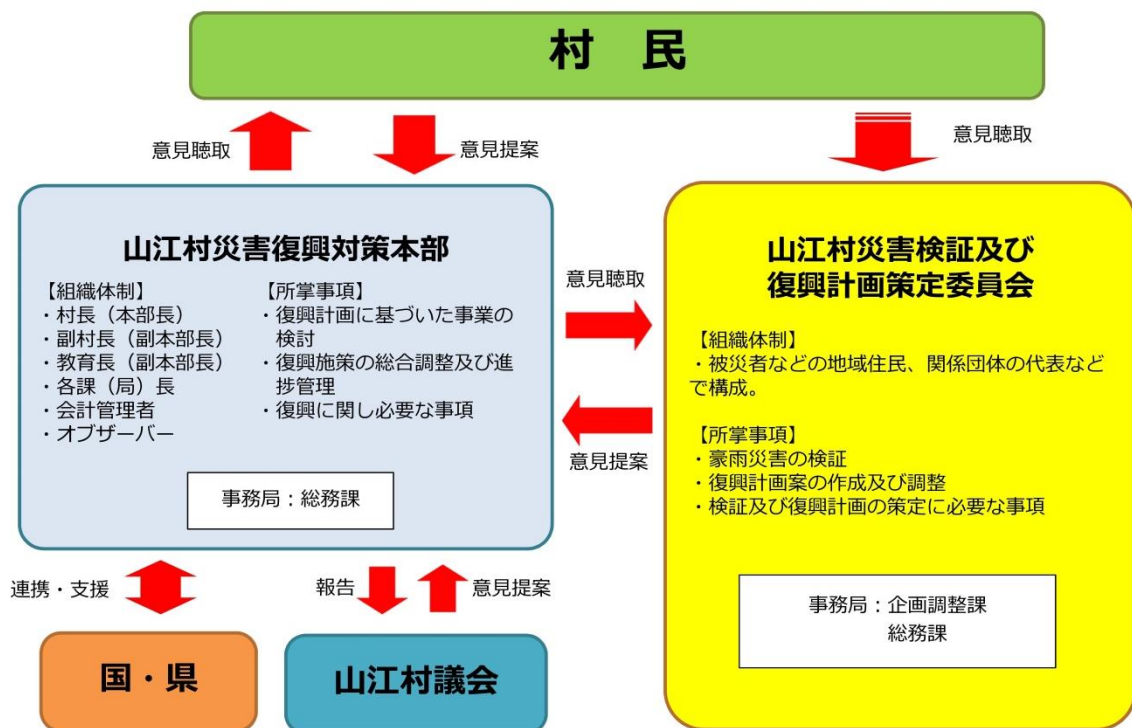 村　民
意見聴取
意見提案
意見聴取
山江村災害復興対策本部
【組織体制】
・村長（本部長）
・副村長（副本部長）
・教育長（副本部長）
・各課（局）長
・会計管理者
・オブザーバー
【所掌事項】
・復興計画に基づいた事業の
検討
・復興施策の総合調整及び進
捗管理
・復興に関し必要な事項
事務局：総務課
意見聴取
意見提案
山江村災害検証及び
復興計画策定委員会
【組織体制】
・被災者などの地域住民、関係団体の代表など
で構成。
【所掌事項】
・豪雨災害の検証
・復興計画案の作成及び調整
・検証及び復興計画の策定に必要な事項
事務局：企画調整課
総務課
連携・支援
報告
意見提案
国・県
山江村議会